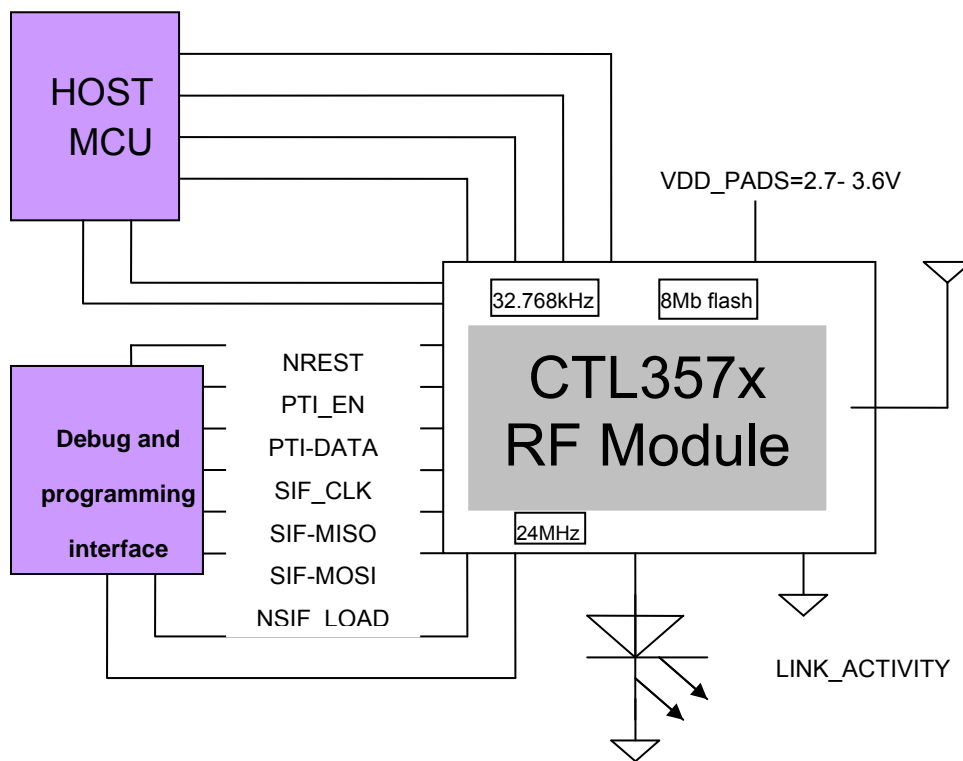 HOST
MCU
VDD_PADS=2.7- 3.6V
32.768kHz
8Mb flash
CTL357x
RF Module
24MHz
NREST
PTI_EN
PTI-DATA
SIF_CLK
SIF-MISO
SIF-MOSI
NSIF_LOAD
Debug and
programming
interface
LINK_ACTIVITY